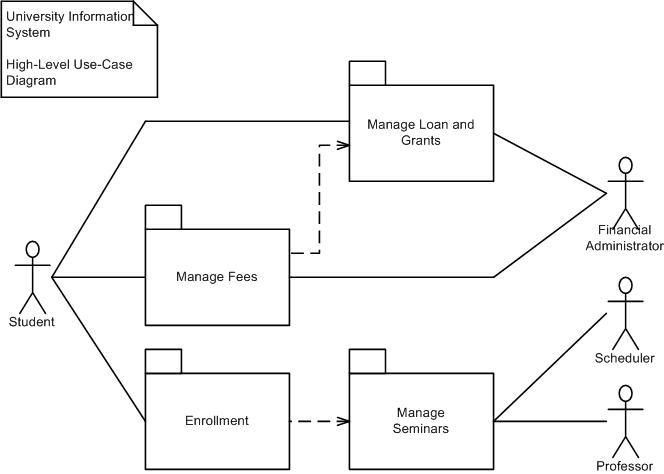 University Information
System
High-Level Use-Case
Diagram
Manage Loan and
Grants
Manage Fees
Financial
Administrator
Student
Scheduler
Enrollment
Manage
Seminars
Professor